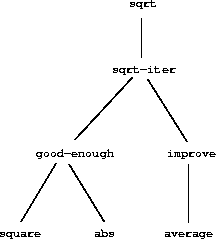 sqrt
sqrt-iter
good-enough improve
square abs average